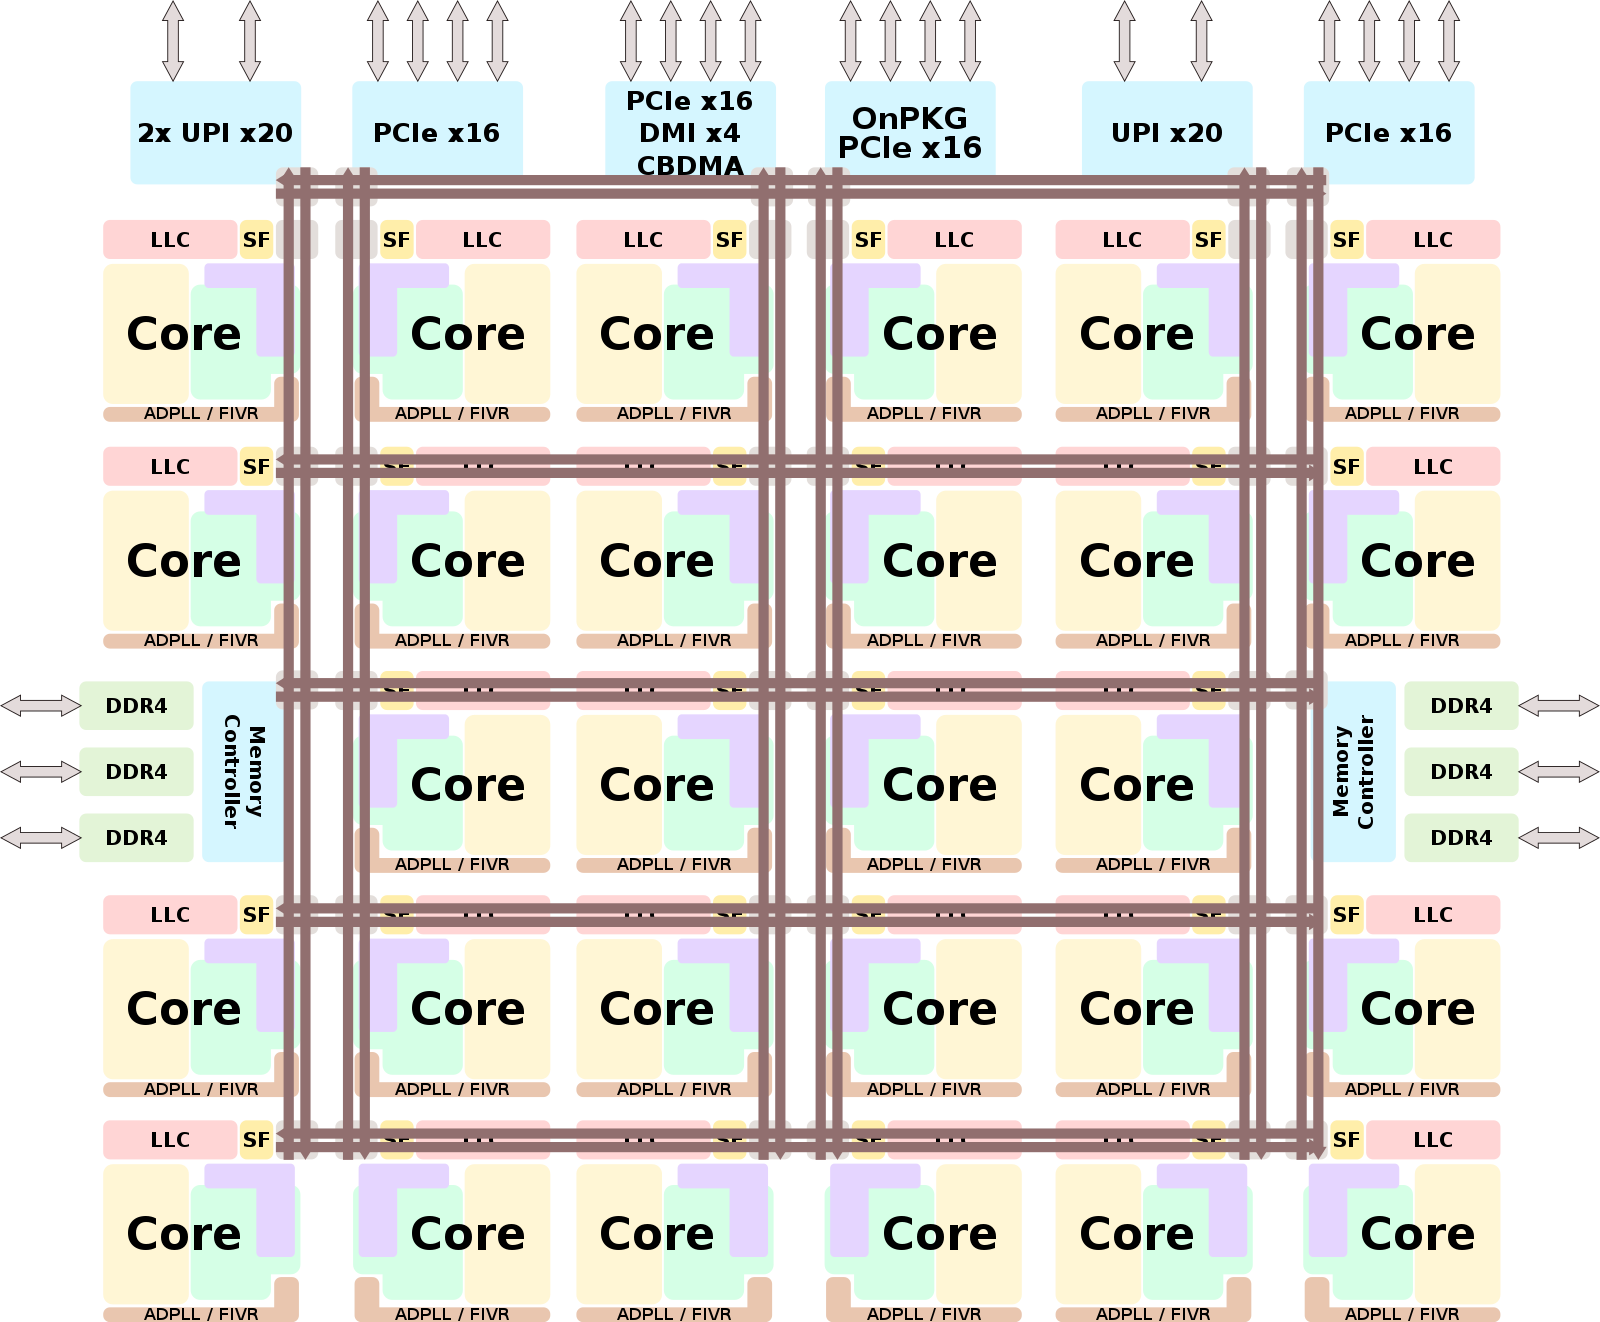 2x UPI x20
PCIe x16
PCIe x16
DMI x4
CBDMA
OnPKG
PCIe x16
UPI x20
PCIe x16
LLC SF
SF LLC
LLC SF
SF LLC
LLC SF
SF LLC
Core
Core
Core
Core
Core
Core
ADPLL / FIVR
ADPLL / FIVR
ADPLL / FIVR
ADPLL / FIVR
ADPLL / FIVR
ADPLL / FIVR
LLC SF
SF LLC
Core
Core
Core
Core
Core
Core
ADPLL / FIVR
ADPLL / FIVR
ADPLL / FIVR
ADPLL / FIVR
ADPLL / FIVR
ADPLL / FIVR
DDR4
DDR4
DDR4
Memory
Controller
Core
Core
Core
Core
ADPLL / FIVR
ADPLL / FIVR
ADPLL / FIVR
ADPLL / FIVR
Memory
Controller
DDR4
DDR4
DDR4
LLC SF
SF LLC
Core
Core
Core
Core
Core
Core
ADPLL / FIVR
ADPLL / FIVR
ADPLL / FIVR
ADPLL / FIVR
ADPLL / FIVR
ADPLL / FIVR
LLC SF
SF LLC
Core
Core
Core
Core
Core
Core
ADPLL / FIVR
ADPLL / FIVR
ADPLL / FIVR
ADPLL / FIVR
ADPLL / FIVR
ADPLL / FIVR